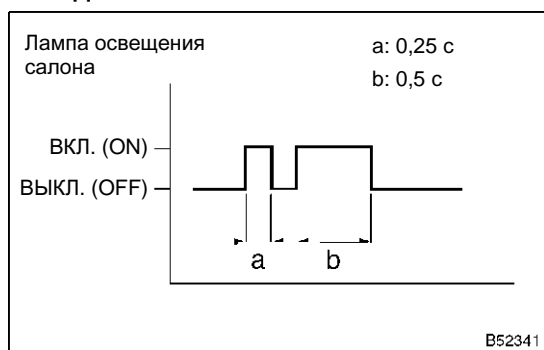 Лампа освещения
салона
a: 0,25 c
b: 0,5 c
ВКЛ. (ON)
ВЫКЛ. (OFF)
a
b
B52341